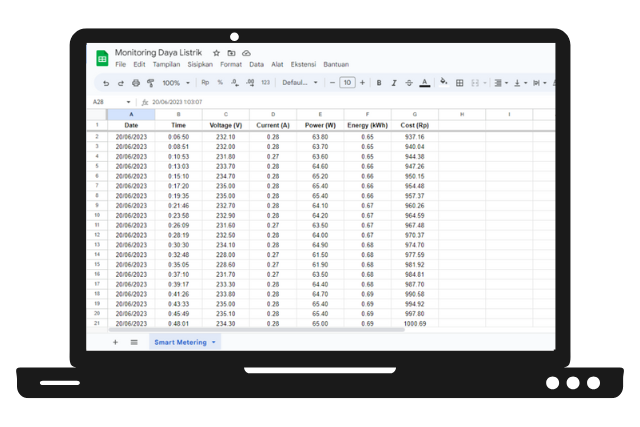 Monitoring Daya Listrik
File Edit Tampilan Sisipkan Format Data Alat Ekstensi Bantuan
100% Rp % .0 .00 123 Defaul... − 10 + B I A
A28 fx 20/06/2023 1:03:07
A B C D E F G H I
1 Date Time Voltage (V) Current (A) Power (W) Energy (kWh) Cost (Rp)
2 20/06/2023 0:06:50 232.10 0.28 63.80 0.65 937.16
3 20/06/2023 0:08:51 232.00 0.28 63.70 0.65 940.04
4 20/06/2023 0:10:53 231.80 0.27 63.60 0.65 944.38
5 20/06/2023 0:13:03 233.70 0.28 64.60 0.66 947.26
6 20/06/2023 0:15:10 234.70 0.28 65.20 0.66 950.15
7 20/06/2023 0:17:20 235.00 0.28 65.40 0.66 954.48
8 20/06/2023 0:19:35 235.00 0.28 65.40 0.66 957.37
9 20/06/2023 0:21:46 232.70 0.28 64.10 0.67 960.26
10 20/06/2023 0:23:58 232.90 0.28 64.20 0.67 964.59
11 20/06/2023 0:26:09 231.60 0.27 63.50 0.67 967.48
12 20/06/2023 0:28:19 232.50 0.28 64.00 0.67 970.37
13 20/06/2023 0:30:30 234.10 0.28 64.90 0.68 974.70
14 20/06/2023 0:32:48 228.00 0.27 61.50 0.68 977.59
15 20/06/2023 0:35:05 228.60 0.27 61.90 0.68 981.92
16 20/06/2023 0:37:10 231.70 0.27 63.50 0.68 984.81
17 20/06/2023 0:39:17 233.30 0.28 64.40 0.68 987.70
18 20/06/2023 0:41:26 233.80 0.28 64.70 0.69 990.58
19 20/06/2023 0:43:33 235.00 0.28 65.40 0.69 994.92
20 20/06/2023 0:45:49 235.10 0.28 65.40 0.69 997.80
21 20/06/2023 0:48:01 234.30 0.28 65.00 0.69 1000.69
Smart Metering